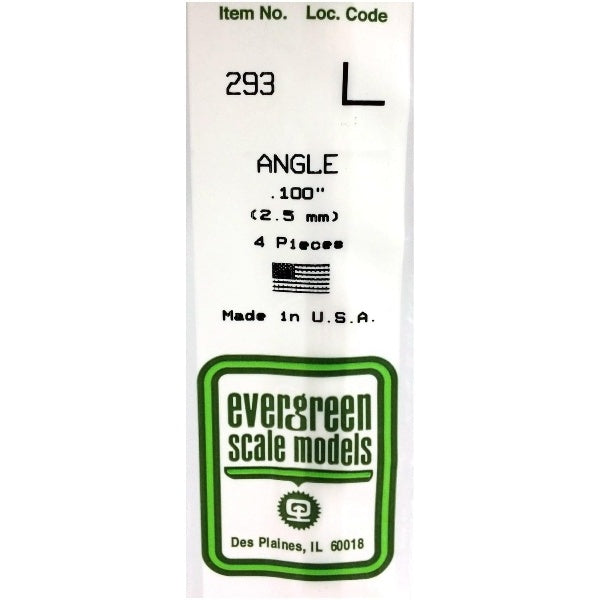 Item No. Loc. Code
293
ANGLE
.100"
(2.5 mm)
4 Pieces
Made in U.S.A.
evergreen
scale models
Des Plaines, IL 60018